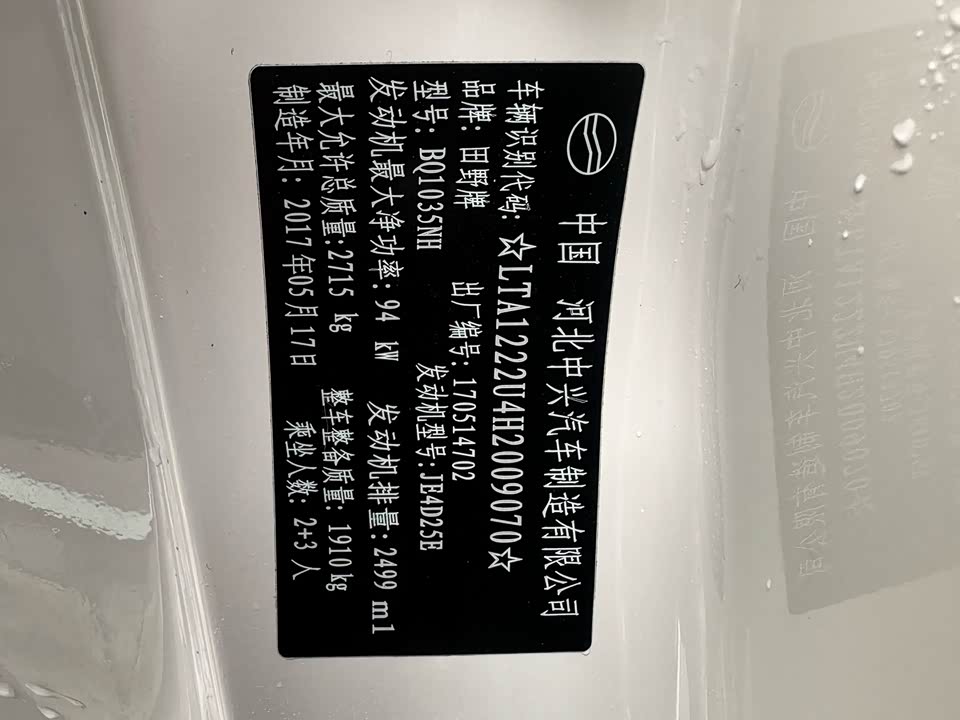 中国 河北中兴汽车制造有限公司
车辆识别代码: ☆LTA1222U4H2009070☆
品牌: 田野牌 出厂编号: 170514702
型号: BQ1035NH 发动机型号: JE4D25E
发动机最大净功率: 94 kW 发动机排量: 2499 ml
最大允许总质量: 2715 kg 整车整备质量: 1910kg
制造年月: 2017年05月17日 乘坐人数: 2+3 人